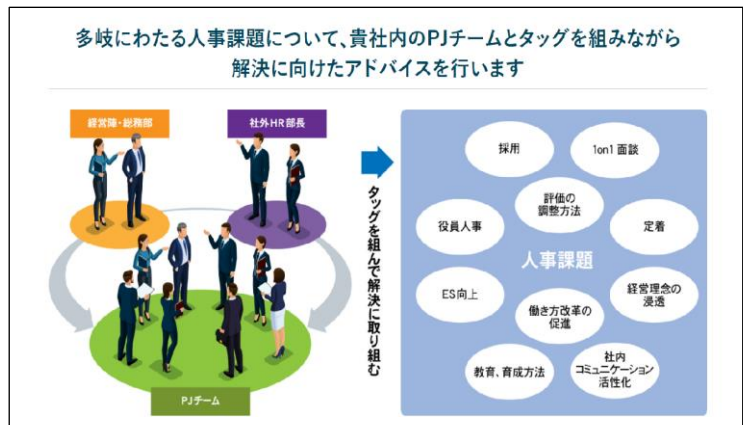 多岐にわたる人事課題について、貴社内のPJチームとタッグを組みながら
解決に向けたアドバイスを行います
経営陣・総務部
社外HR部長
PJチーム
タッグを組んで解決に取り組む
採用
1on1 面談
評価の
調整方法
役員人事
定着
人事課題
ES向上
経営理念の
浸透
働き方改革の
促進
教育、育成方法
社内
コミュニケーション
活性化